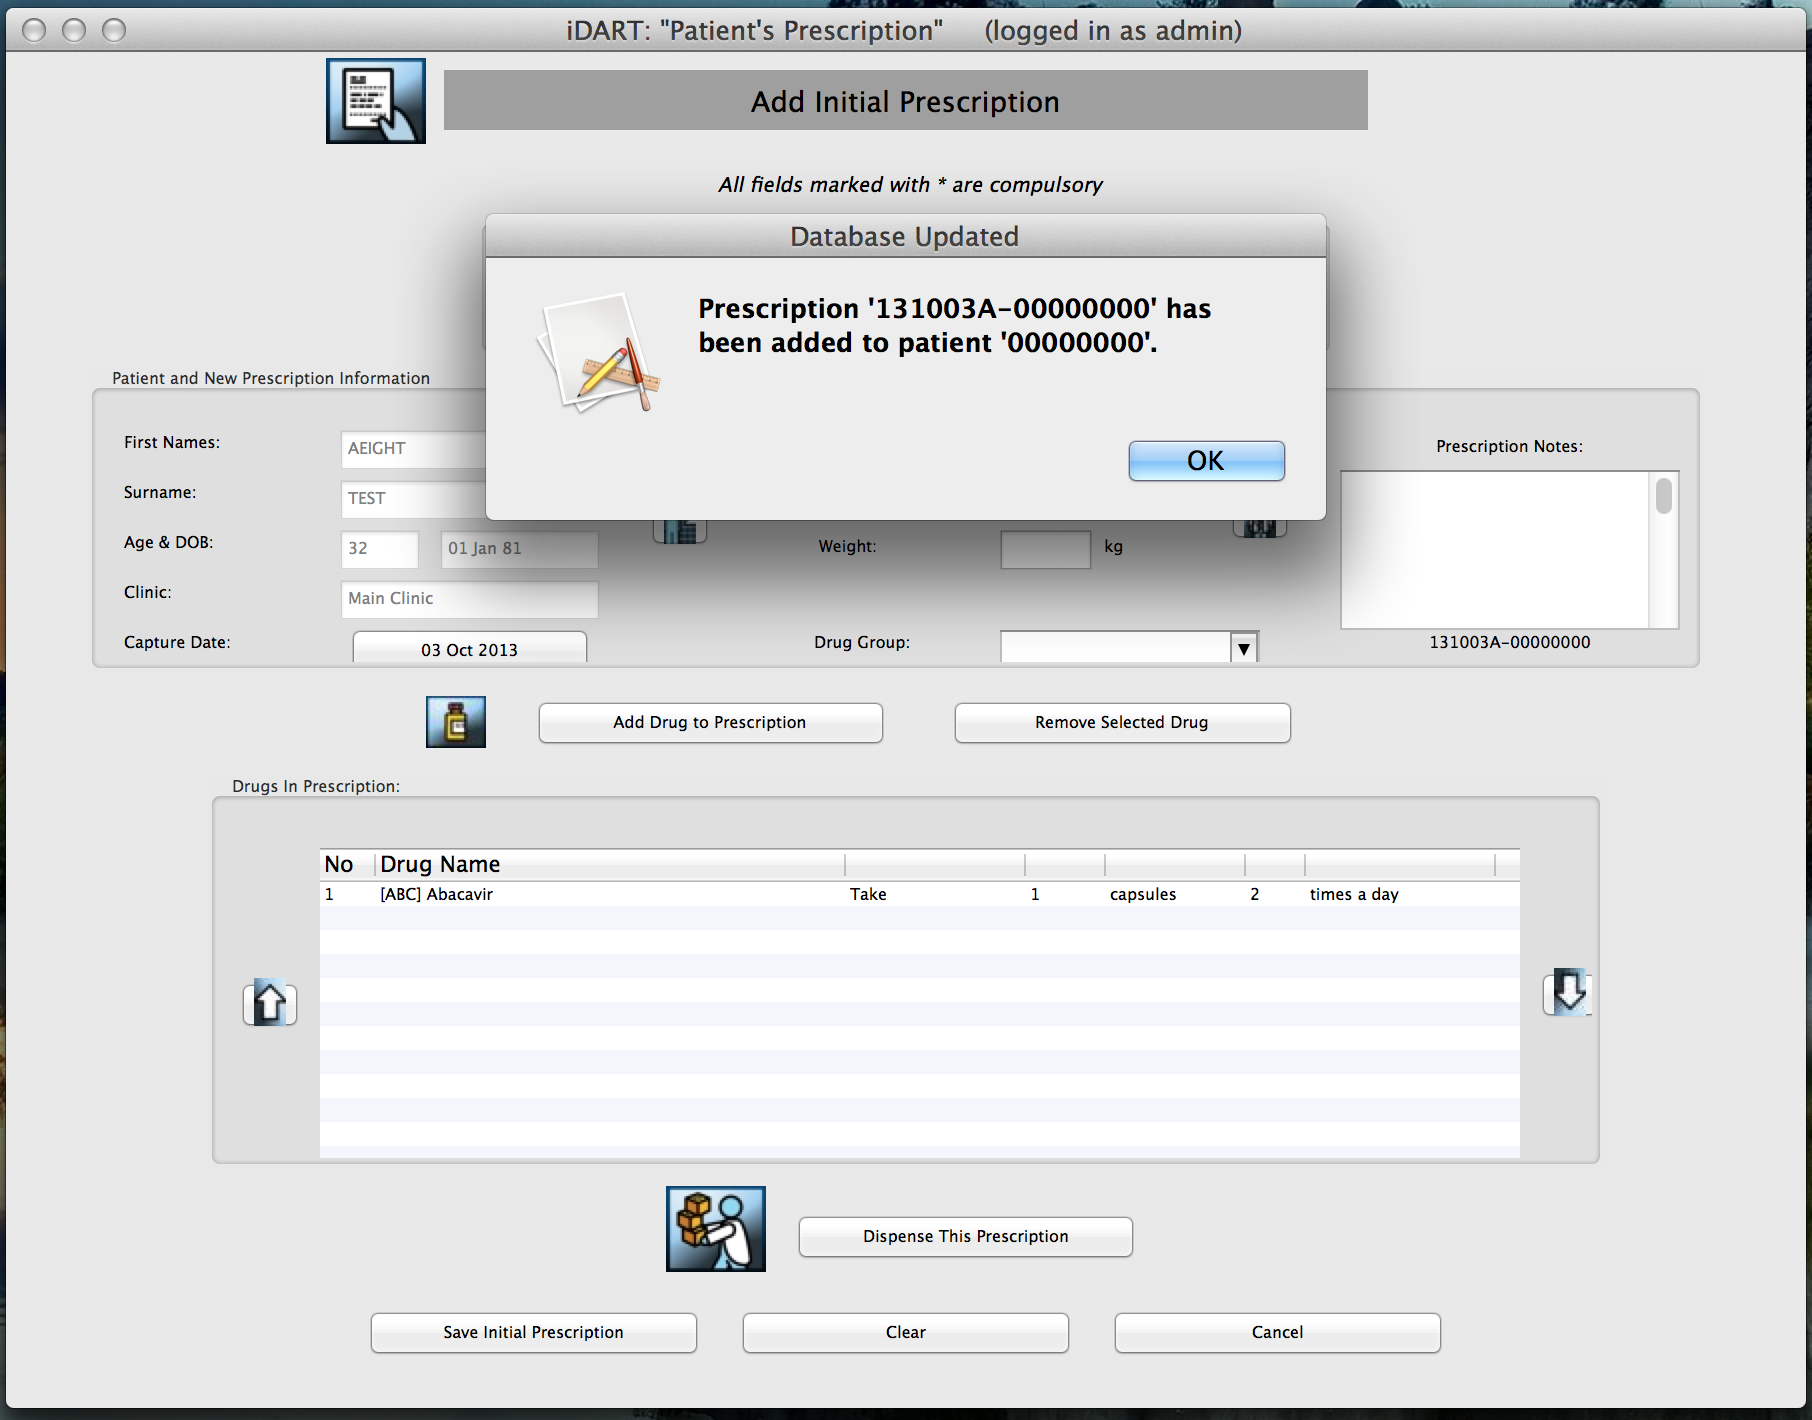 iDART: "Patient's Prescription" (logged in as admin)
Add Initial Prescription
All fields marked with * are compulsory
Database Updated
Prescription '131003A-00000000' has
been added to patient '00000000'.
OK
Patient and New Prescription Information
First Names:
AEIGHT
Surname:
TEST
Age & DOB:
32
01 Jan 81
Clinic:
Main Clinic
Capture Date:
03 Oct 2013
Weight:
kg
Drug Group:
Prescription Notes:
131003A-00000000
Add Drug to Prescription
Remove Selected Drug
Drugs In Prescription:
No Drug Name
1 [ABC] Abacavir Take 1 capsules 2 times a day
Dispense This Prescription
Save Initial Prescription
Clear
Cancel